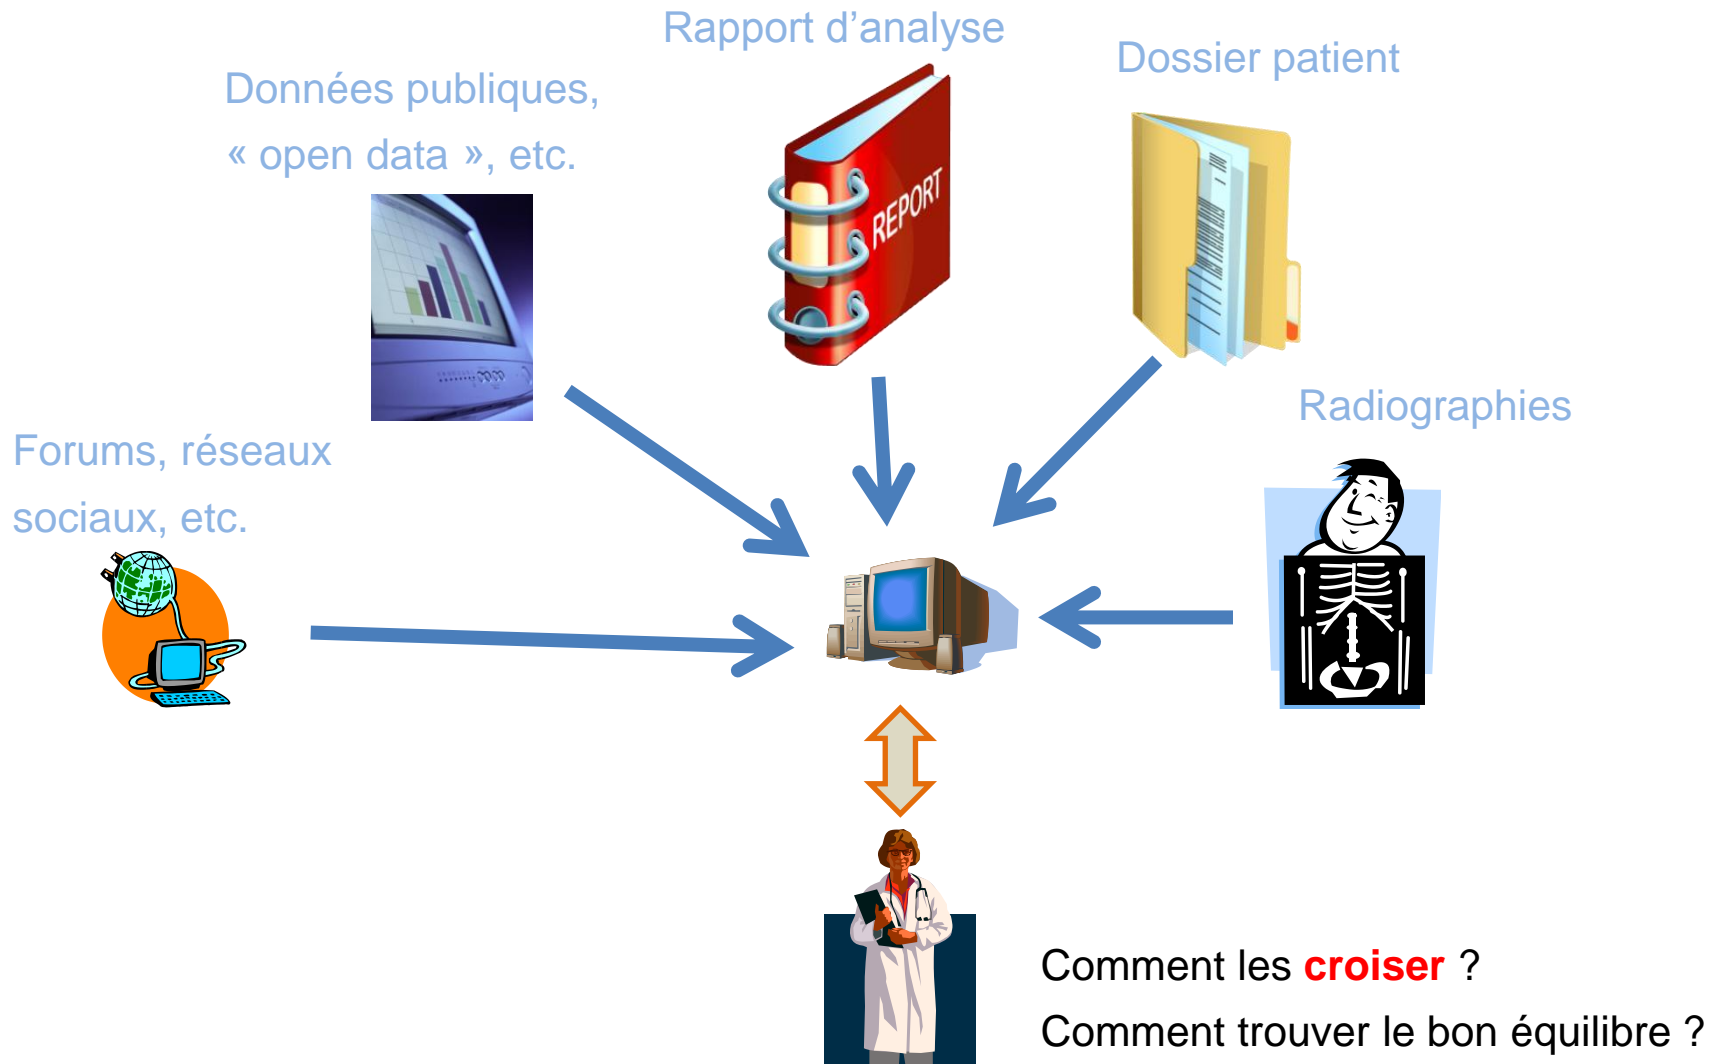 Rapport d’analyse
Dossier patient
Données publiques,
« open data », etc.
REPORT
Radiographies
Forums, réseaux
sociaux, etc.
Comment les croiser ?
Comment trouver le bon équilibre ?